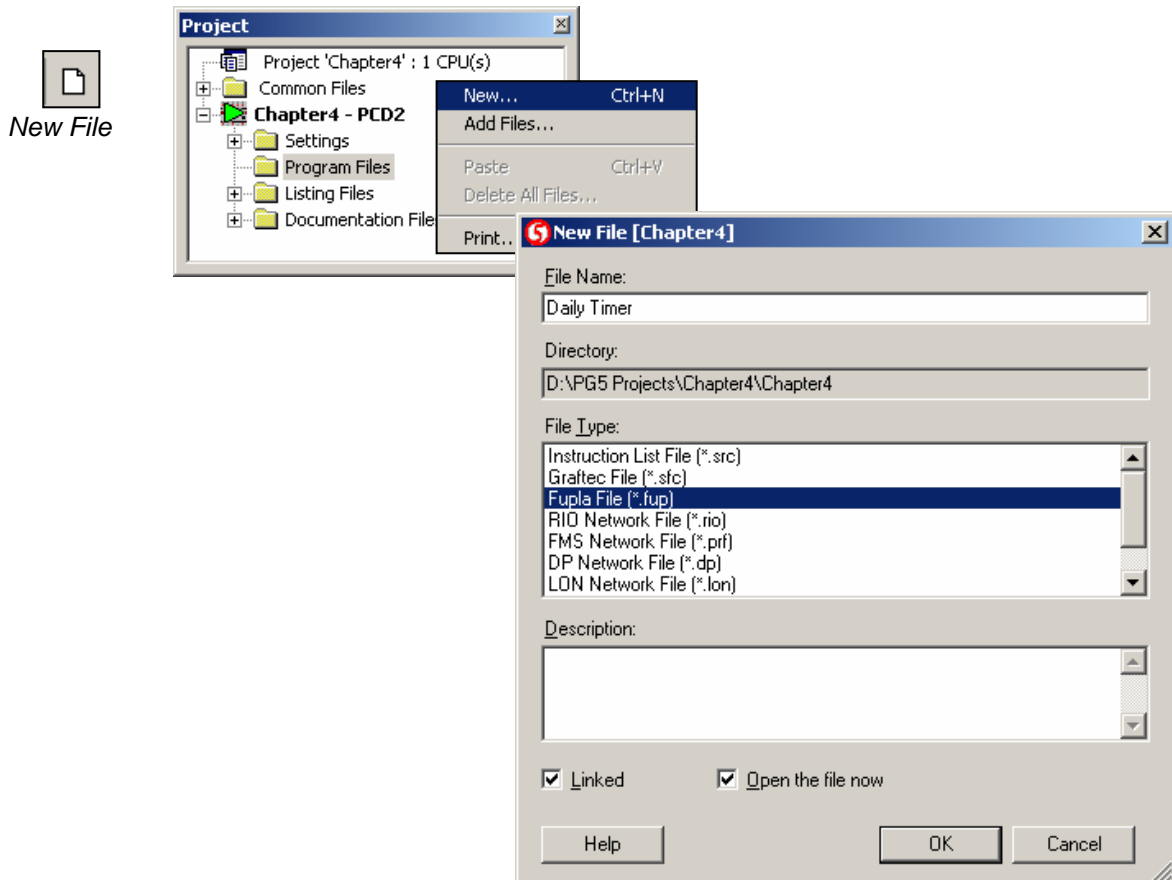 New File
Project
Project 'Chapter4' : 1 CPU(s)
Common Files
Chapter4 - PCD2
Settings
Program Files
Listing Files
Documentation File
New... Ctrl+N
Add Files...
Paste Ctrl+V
Delete All Files...
Print..
New File [Chapter4]
File Name:
Daily Timer
Directory:
D:\PG5 Projects\Chapter4\Chapter4
File Type:
Instruction List File (*.src)
Graftec File (*.sfc)
Fupla File (*.fup)
RIO Network File (*.rio)
FMS Network File (*.prf)
DP Network File (*.dp)
LON Network File (*.lon)
Description:
Linked
Open the file now
Help
OK
Cancel